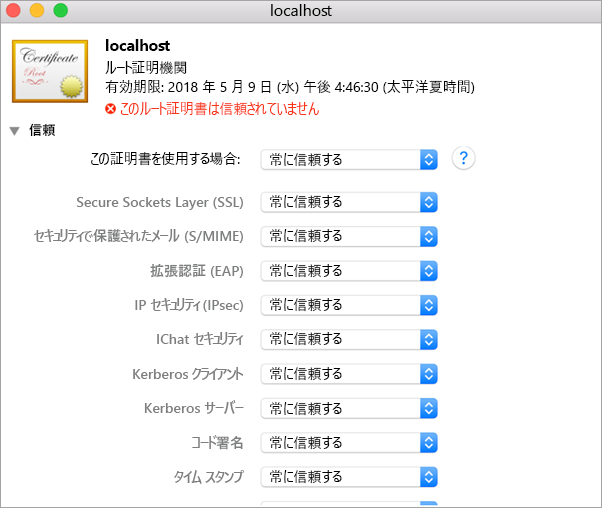 localhost
Certificate
Root
localhost
ルート証明機関
有効期限: 2018 年 5 月 9 日 (水) 午後 4:46:30 (太平洋夏時間)
このルート証明書は信頼されていません
信頼
この証明書を使用する場合: 常に信頼する ?
Secure Sockets Layer (SSL) 常に信頼する
セキュリティで保護されたメール (S/MIME) 常に信頼する
拡張認証 (EAP) 常に信頼する
IP セキュリティ(IPsec) 常に信頼する
IChat セキュリティ 常に信頼する
Kerberos クライアント 常に信頼する
Kerberos サーバー 常に信頼する
コード署名 常に信頼する
タイム スタンプ 常に信頼する